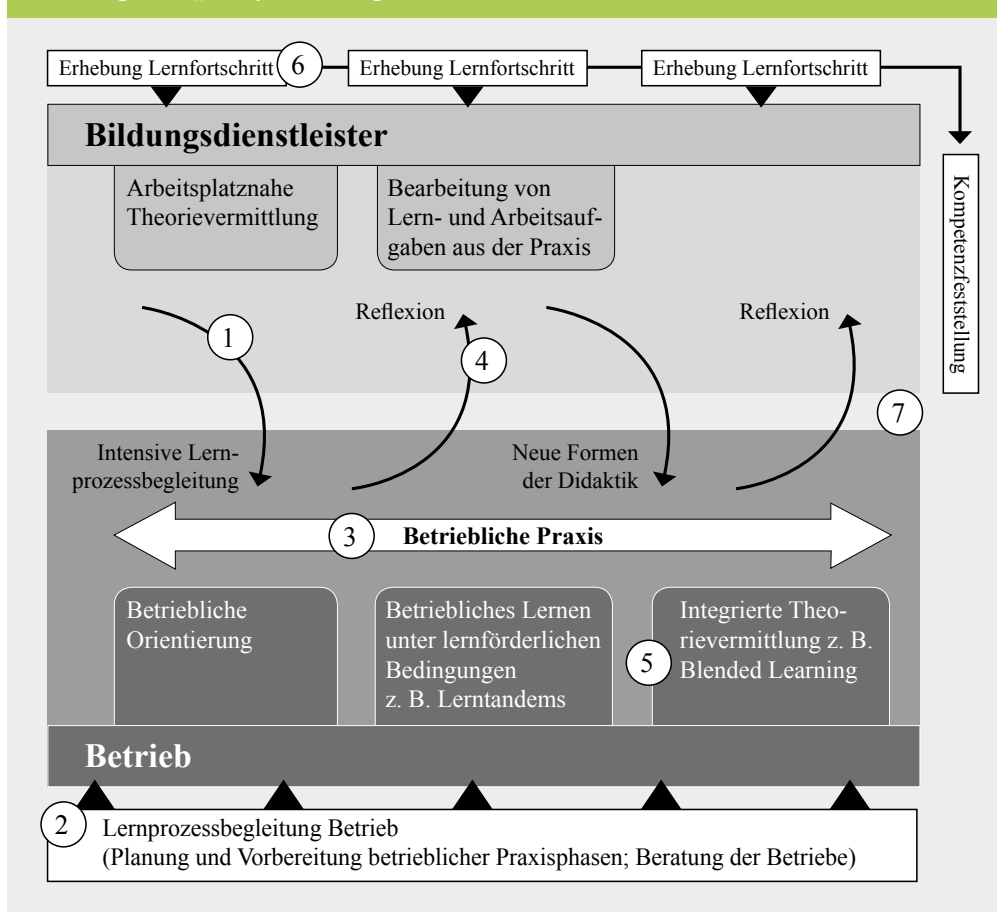 Erhebung Lernfortschritt
6
Erhebung Lernfortschritt
Erhebung Lernfortschritt
Bildungsdienstleister
Kompetenzfeststellung
Arbeitsplatznahe
Theorievermittlung
Bearbeitung von
Lern- und Arbeitsauf-
gaben aus der Praxis
1
Reflexion
4
Reflexion
7
Intensive Lern-
prozessbegleitung
Neue Formen
der Didaktik
3
Betriebliche Praxis
Betriebliche
Orientierung
Betriebliches Lernen
unter lernförderlichen
Bedingungen
z. B. Lerntandems
5
Integrierte Theo-
rievermittlung z. B.
Blended Learning
Betrieb
2
Lernprozessbegleitung Betrieb
(Planung und Vorbereitung betrieblicher Praxisphasen; Beratung der Betriebe)